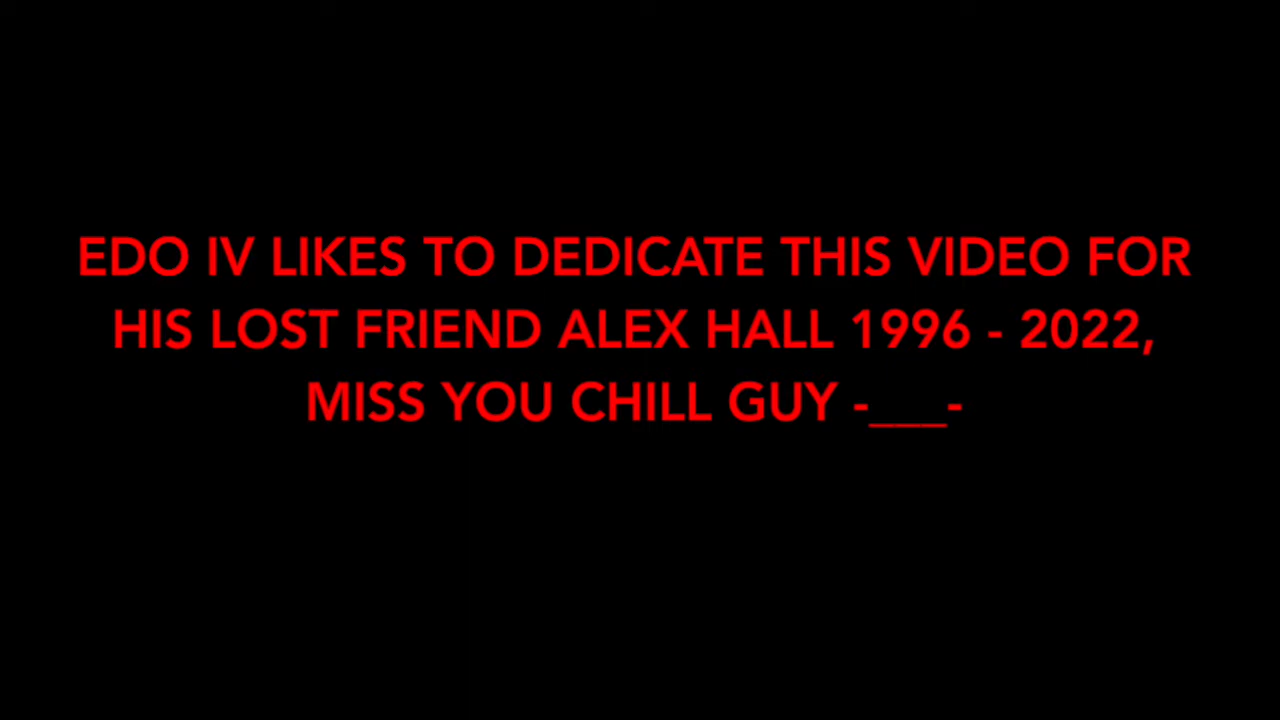 EDO IV LIKES TO DEDICATE THIS VIDEO FOR
HIS LOST FRIEND ALEX HALL 1996 - 2022,
MISS YOU CHILL GUY -___-